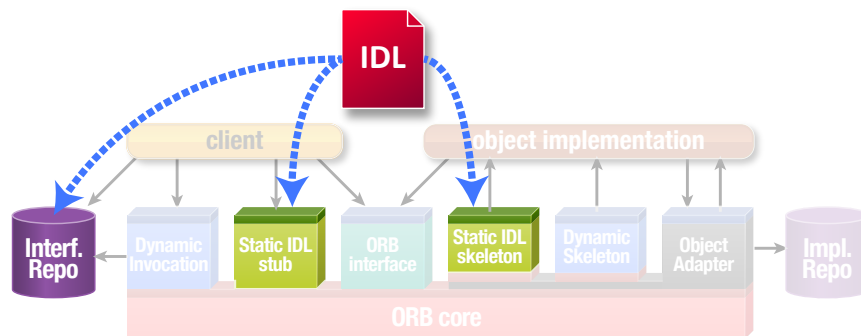 IDL
client
object implementation
Interf.
Repo
Dynamic
Invocation
Static IDL
stub
ORB
interface
Static IDL
skeleton
Dynamic
Skeleton
Object
Adapter
Impl.
Repo
ORB core